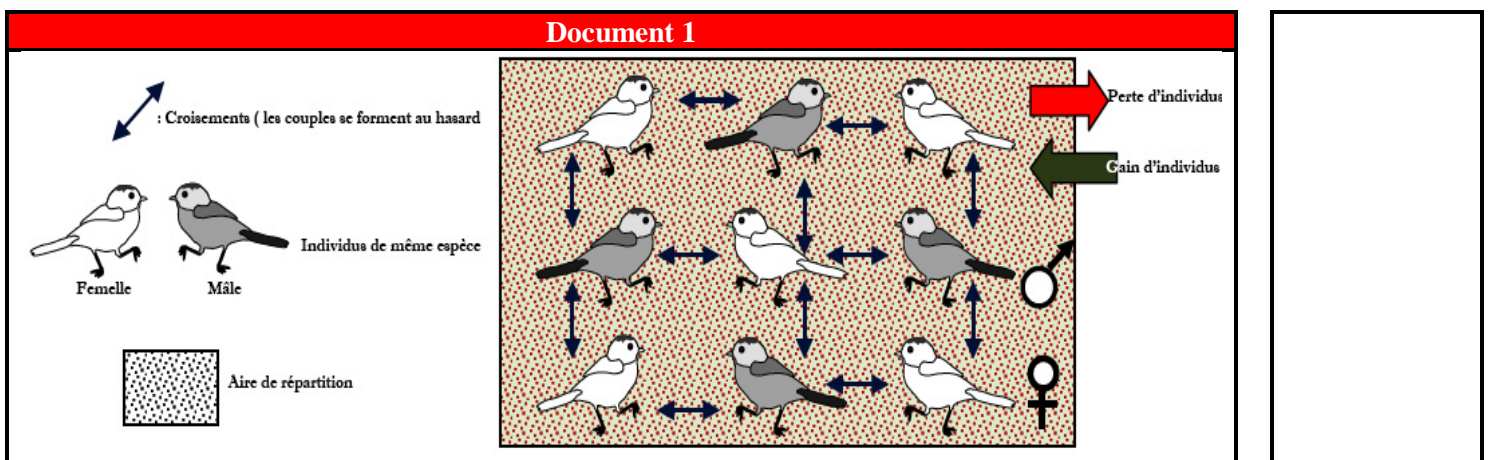 Document 1
: Croisements ( les couples se forment au hasard
Femelle
Mâle
Individus de même espèce
Aire de répartition
Perte d'individus
Gain d'individus